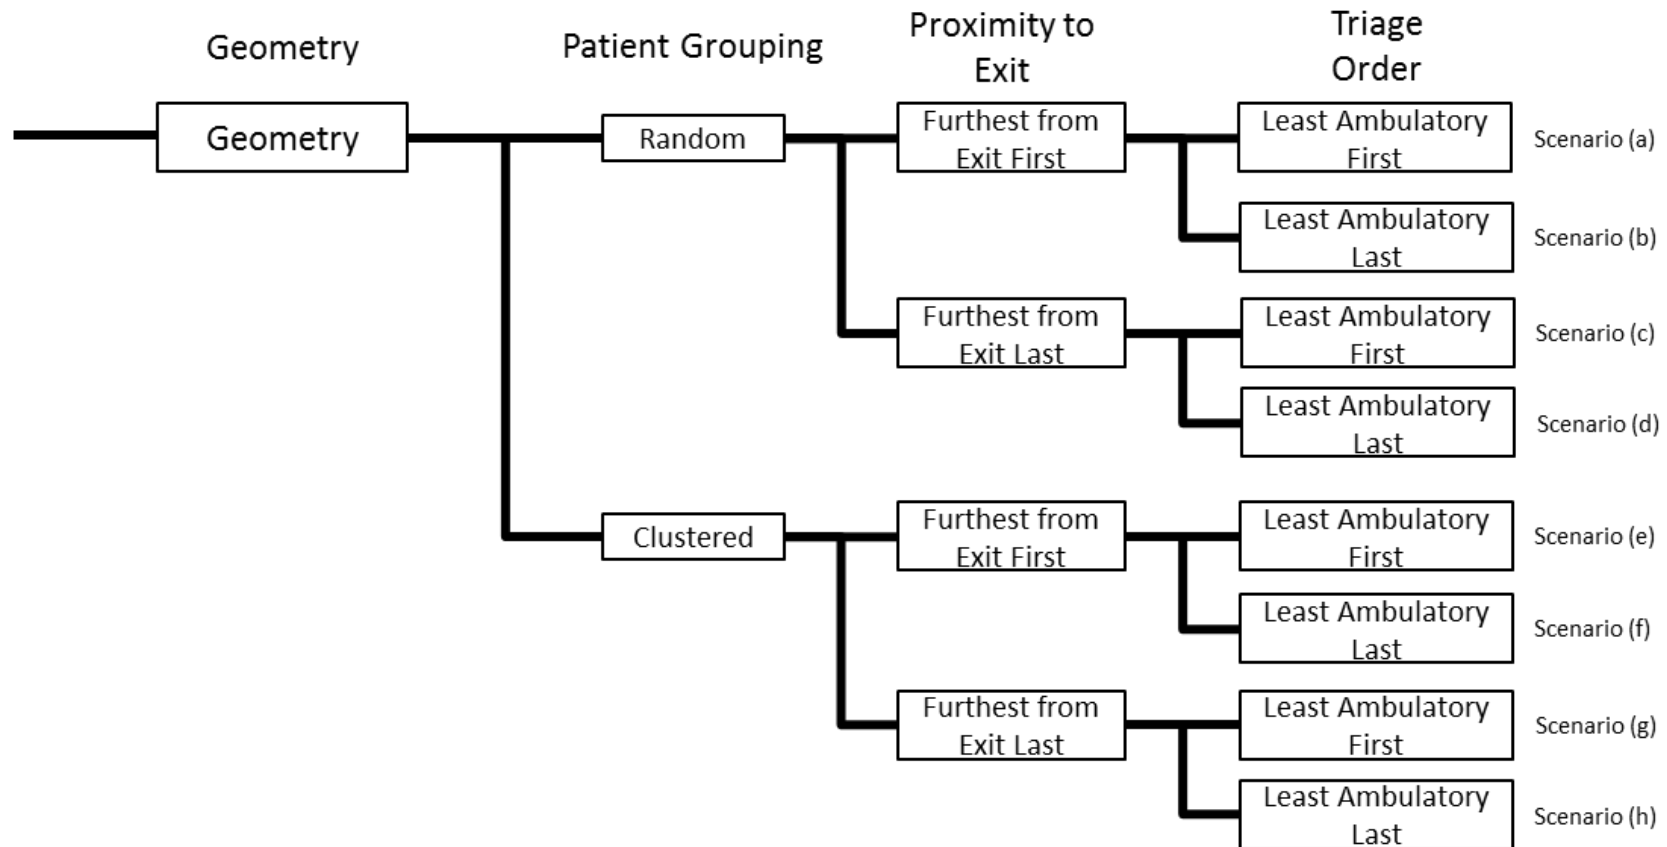 Geometry
Patient Grouping
Proximity to
Exit
Triage
Order
Geometry
Random
Furthest from
Exit First
Least Ambulatory
First
Scenario (a)
Least Ambulatory
Last
Scenario (b)
Furthest from
Exit Last
Least Ambulatory
First
Scenario (c)
Least Ambulatory
Last
Scenario (d)
Clustered
Furthest from
Exit First
Least Ambulatory
First
Scenario (e)
Least Ambulatory
Last
Scenario (f)
Furthest from
Exit Last
Least Ambulatory
First
Scenario (g)
Least Ambulatory
Last
Scenario (h)